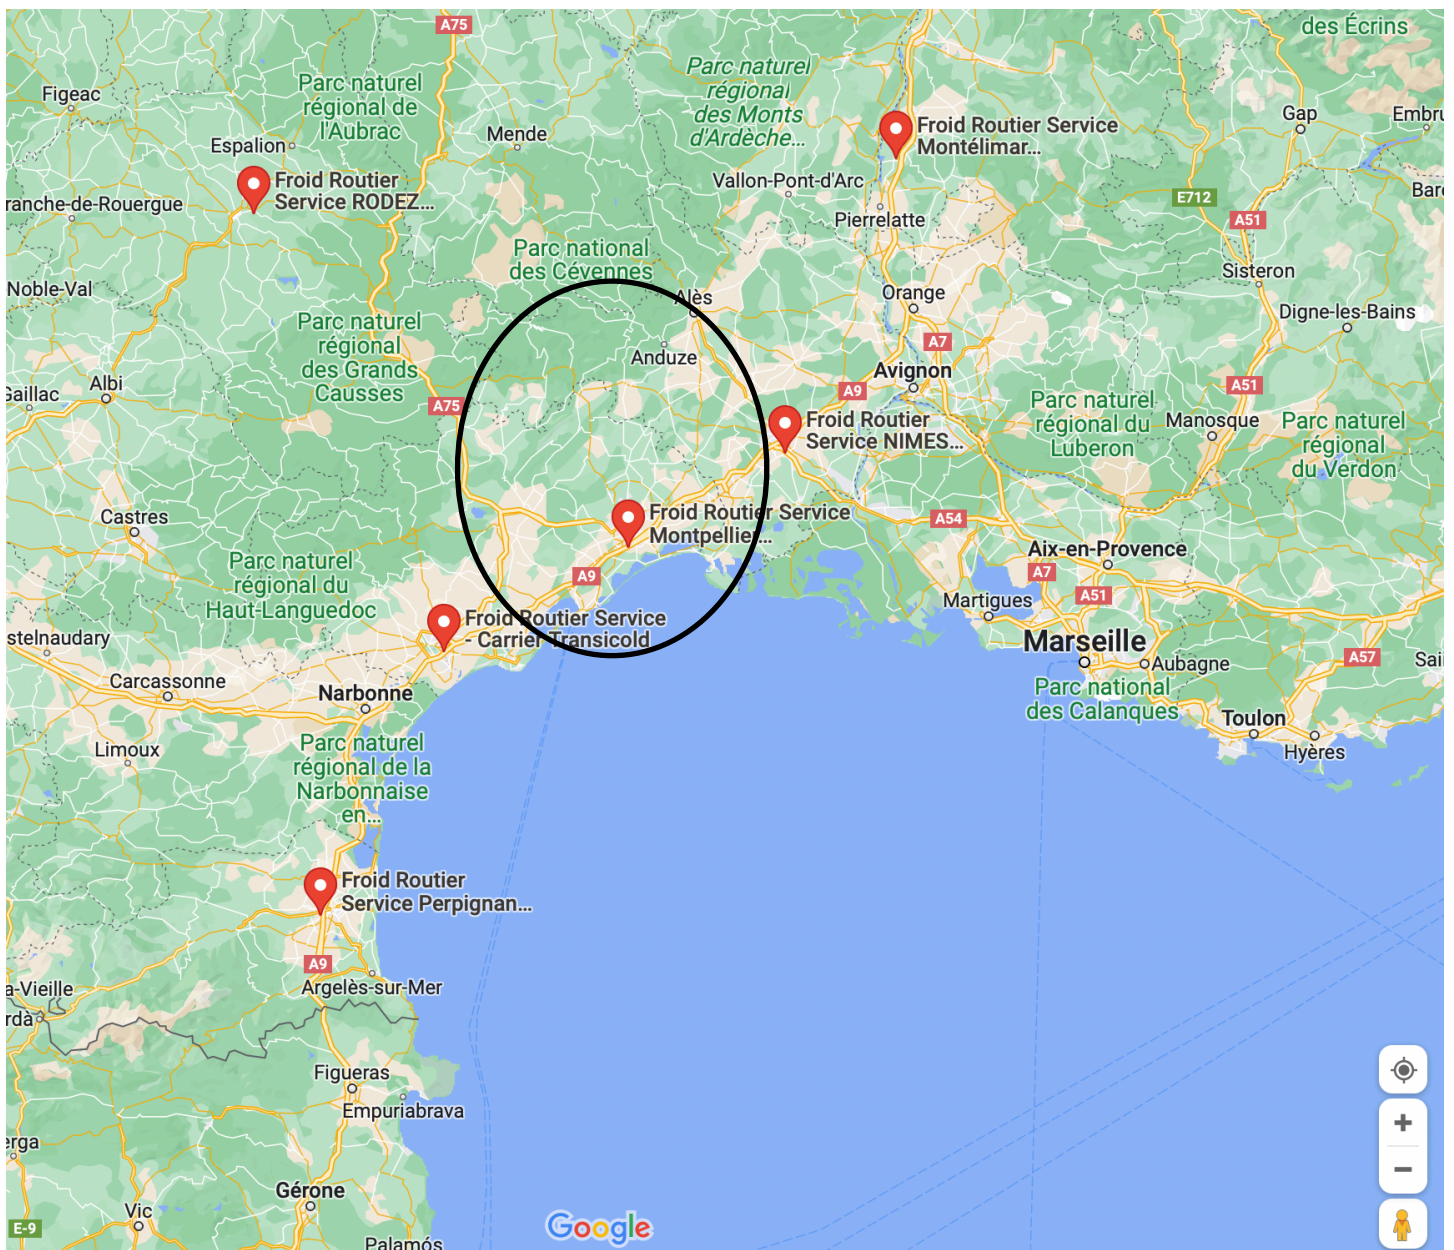 A75
des Écrins
Parc naturel
régional de
l'Aubrac
Parc naturel
régional
des Monts
d'Ardèche...
Figeac
Gap
Embru
Mende
Espalion
Froid Routier Service
Montélimar...
Froid Routier
Service RODEZ...
Vallon-Pont-d'Arc
E712
Barc
ranche-de-Rouergue
Pierrelatte
A51
Parc national
des Cévennes
Sisteron
Noble-Val
Alès
Orange
Digne-les-Bains
Parc naturel
régional
des Grands
Causses
A7
Anduze
Avignon
Albi
Gaillac
A75
A9
A51
Parc naturel
régional du
Luberon
Manosque
Parc naturel
régional
du Verdon
Froid Routier
Service NIMES...
Castres
Froid Routier Service
Montpellier...
A54
Aix-en-Provence
Parc naturel
régional du
Haut-Languedoc
A9
A7
A51
Martigues
Froid Routier Service
- Carrier Transicold
stelnaudary
Marseille
Aubagne
A57
Sai
Carcassonne
Narbonne
Parc national
des Calanques
Toulon
Hyères
Limoux
Parc naturel
régional de la
Narbonnaise
en...
Froid Routier
Service Perpignan...
A9
Argelès-sur-Mer
a-Vieille
rdà
Figueras
Empuriabrava
erga
Gérone
Vic
E-9
Google
Palamós